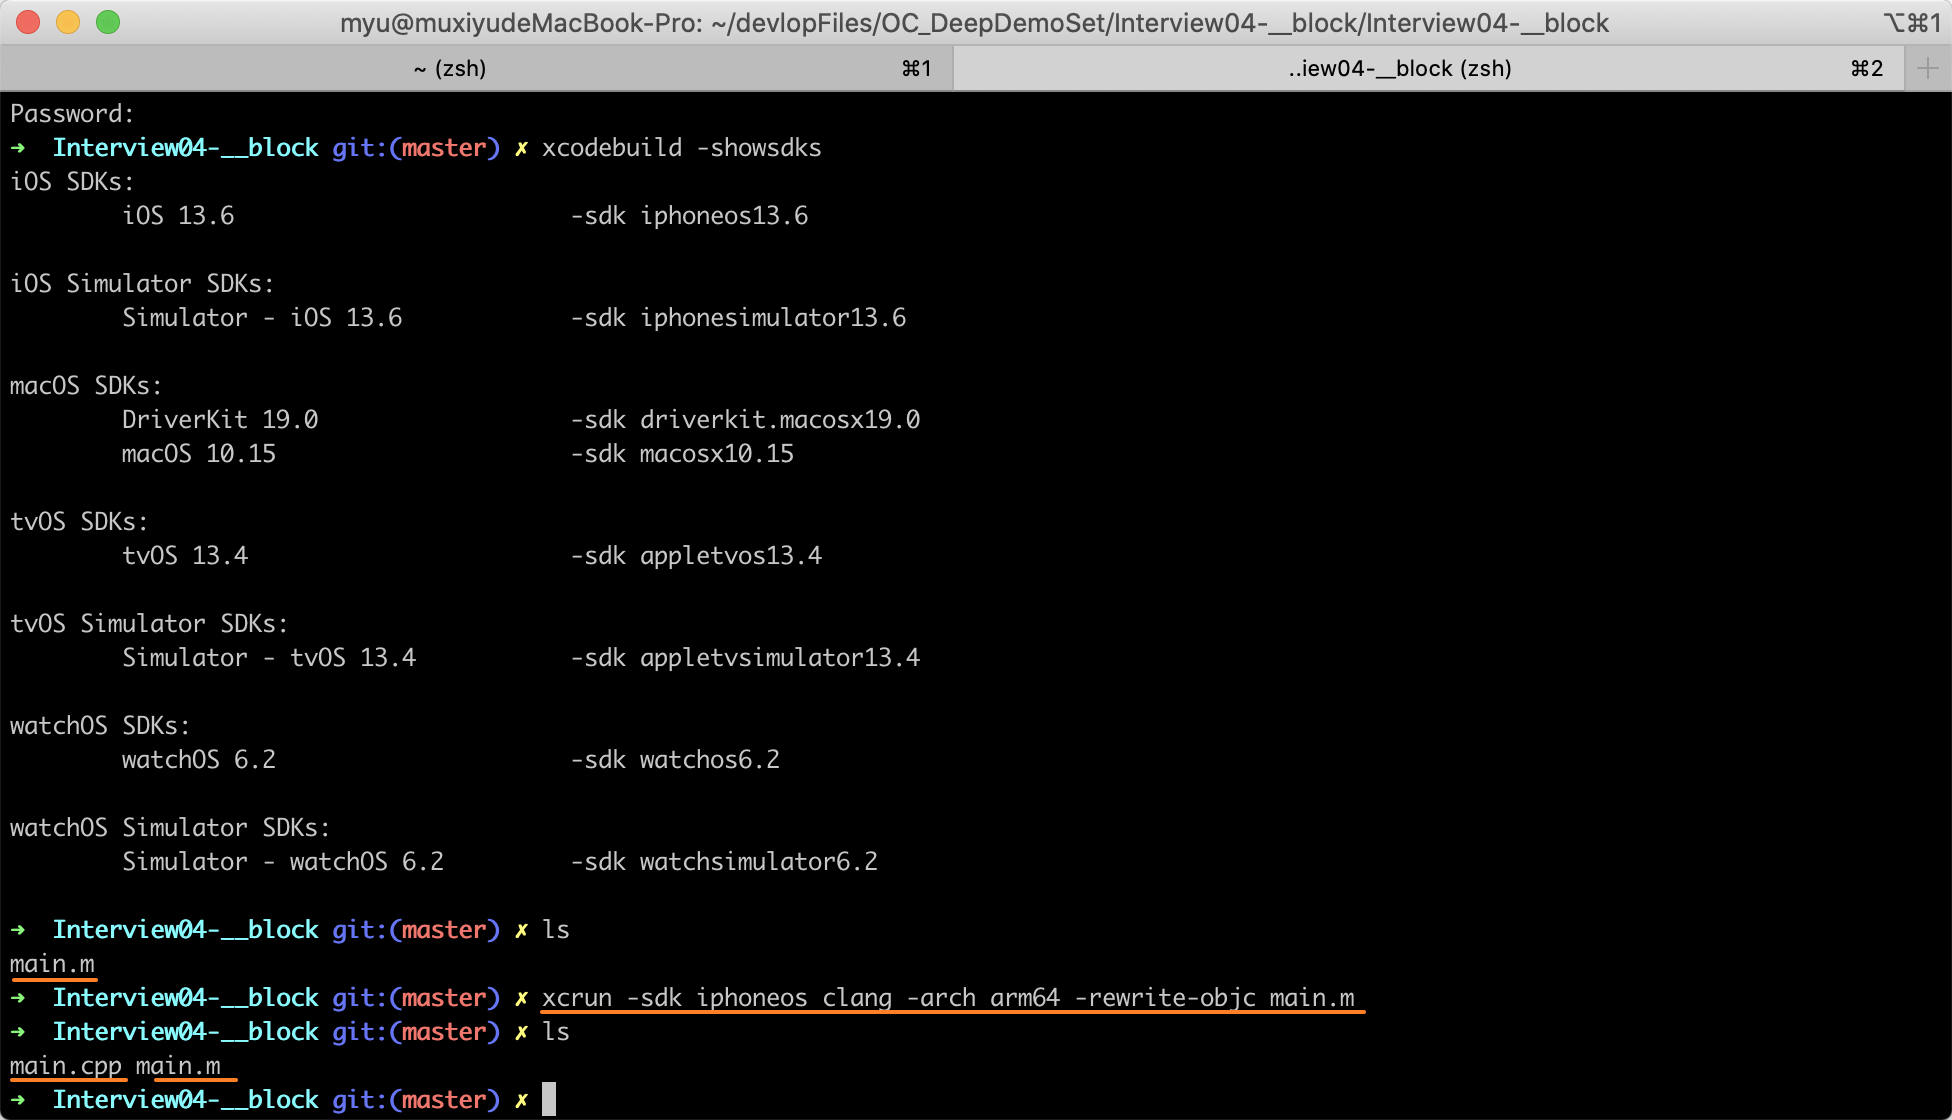 myu@muxiyudeMacBook-Pro: ~/devlopFiles/OC_DeepDemoSet/Interview04-__block/Interview04-__block ⌥⌘1
~ (zsh) ⌘1 ..iew04-__block (zsh) ⌘2
Password:
➜  Interview04-__block git:(master) ✗ xcodebuild -showsdks
iOS SDKs:
        iOS 13.6                        -sdk iphoneos13.6
iOS Simulator SDKs:
        Simulator - iOS 13.6            -sdk iphonesimulator13.6
macOS SDKs:
        DriverKit 19.0                  -sdk driverkit.macosx19.0
        macOS 10.15                     -sdk macosx10.15
tvOS SDKs:
        tvOS 13.4                       -sdk appletvos13.4
tvOS Simulator SDKs:
        Simulator - tvOS 13.4           -sdk appletvsimulator13.4
watchOS SDKs:
        watchOS 6.2                     -sdk watchos6.2
watchOS Simulator SDKs:
        Simulator - watchOS 6.2         -sdk watchsimulator6.2
➜  Interview04-__block git:(master) ✗ ls
main.m
➜  Interview04-__block git:(master) ✗ xcrun -sdk iphoneos clang -arch arm64 -rewrite-objc main.m
➜  Interview04-__block git:(master) ✗ ls
main.cpp main.m
➜  Interview04-__block git:(master) ✗